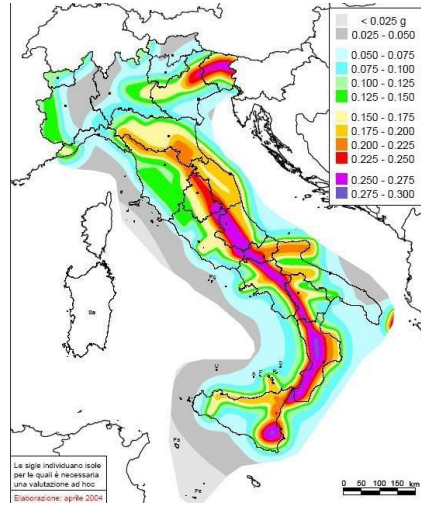 < 0.025 g
0.025 - 0.050
0.050 - 0.075
0.075 - 0.100
0.100 - 0.125
0.125 - 0.150
0.150 - 0.175
0.175 - 0.200
0.200 - 0.225
0.225 - 0.250
0.250 - 0.275
0.275 - 0.300
Sa
U
Pa
Pe
Le sigle individuano isole
per le quali è necessaria
una valutazione ad hoc
Elaborazione: aprile 2004
0 50 100 150
km